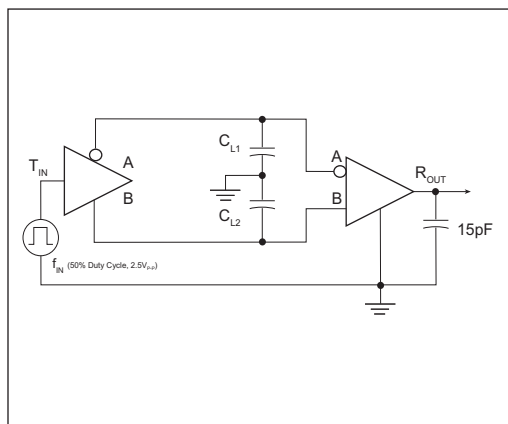 C_L1
A
A
T_IN
R_OUT
B
C_L2
B
15pF
f_IN (50% Duty Cycle, 2.5V_P-P)